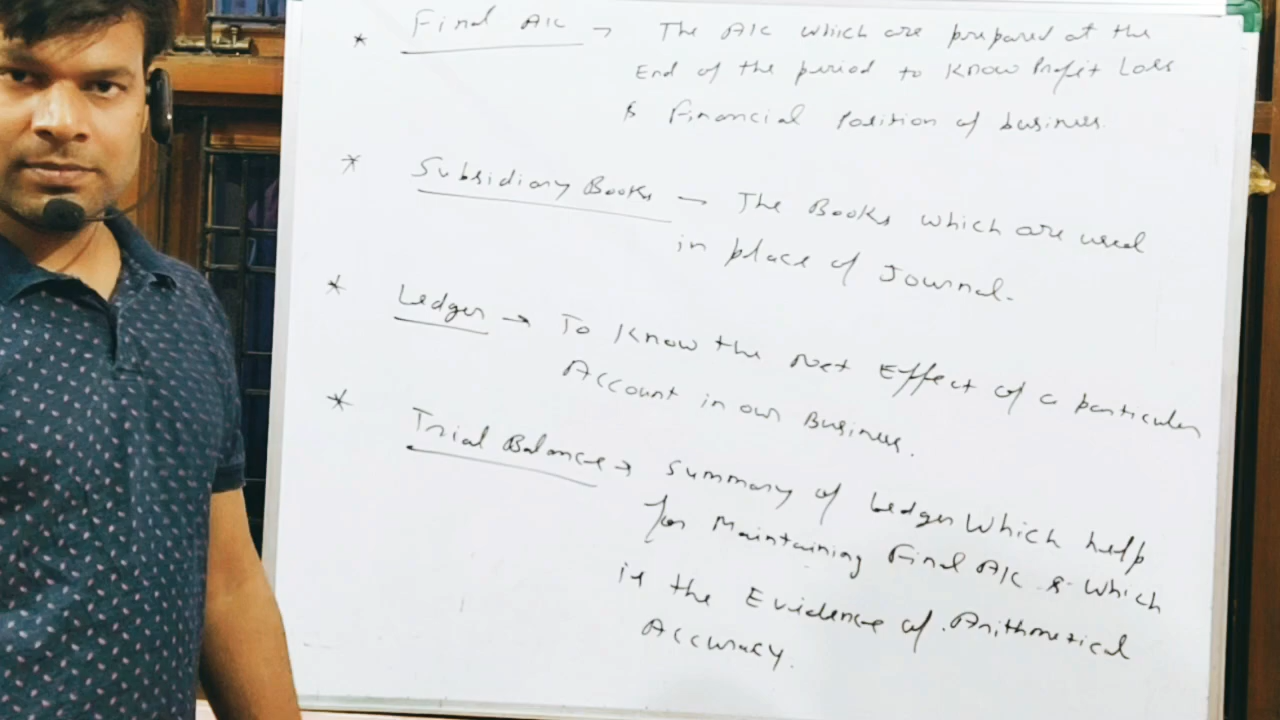 * Final A/c → The A/c which are prepared at the
End of the period to Know Profit Loss
& Financial Position of business.
* Subsidiary Books — The Books which are used
in place of Journal.
* Ledger → To Know the Net Effect of a particular
Account in our Business.
* Trial Balance → Summary of Ledger Which help
for Maintaining Final A/c & Which
is the Evidence of Arithmetical
Accuracy.